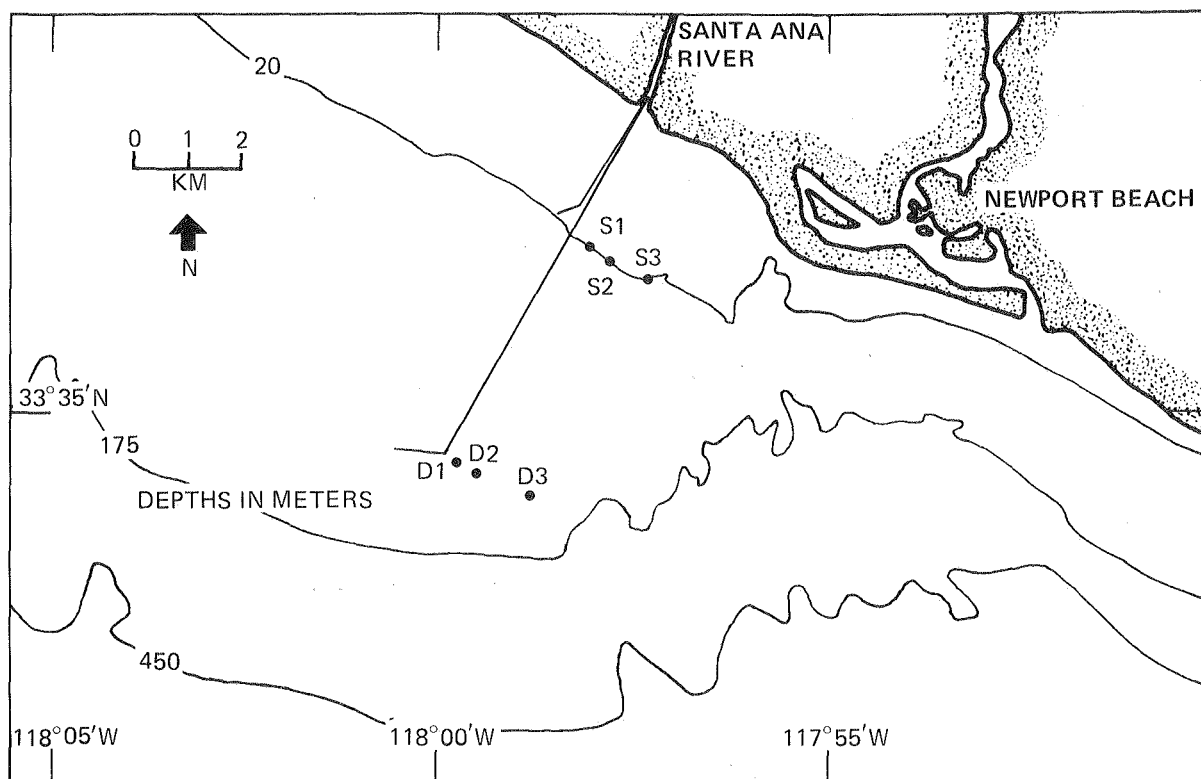 SANTA ANA
RIVER
20
0 1 2
KM
N
NEWPORT BEACH
S1
S2
S3
33°35'N
175
D1
D2
D3
DEPTHS IN METERS
450
118°05'W
118°00'W
117°55'W